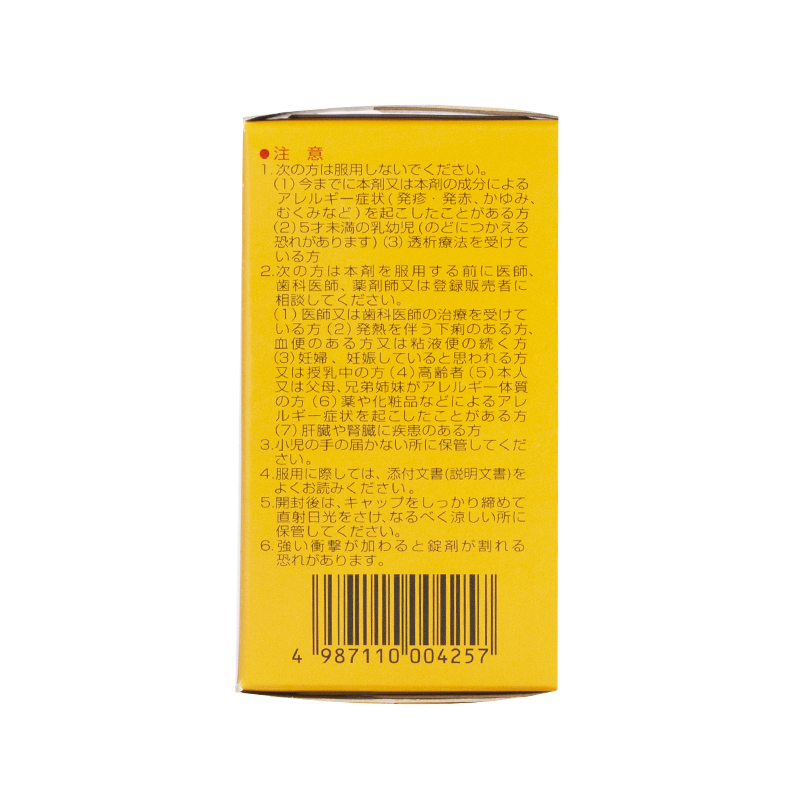 ●注 意
1.次の方は服用しないでください。
(1)今までに本剤又は本剤の成分による
アレルギー症状(発疹・発赤、かゆみ、
むくみなど)を起こしたことがある方
(2)5才未満の乳幼児(のどにつかえる
恐れがあります)(3)透析療法を受けて
いる方
2.次の方は本剤を服用する前に医師、
歯科医師、薬剤師又は登録販売者に
相談してください。
(1)医師又は歯科医師の治療を受けて
いる方(2)発熱を伴う下痢のある方、
血便のある方又は粘液便の続く方
(3)妊婦、妊娠していると思われる方
又は授乳中の方(4)高齢者(5)本人
又は父母、兄弟姉妹がアレルギー体質
の方(6)薬や化粧品などによるアレ
ルギー症状を起こしたことがある方
(7)肝臓や腎臓に疾患のある方
3.小児の手の届かない所に保管してくだ
さい。
4.服用に際しては、添付文書(説明文書)を
よくお読みください。
5.開封後は、キャップをしっかり締めて
直射日光をさけ、なるべく涼しい所に
保管してください。
6.強い衝撃が加わると錠剤が割れる
恐れがあります。
4 987110 004257